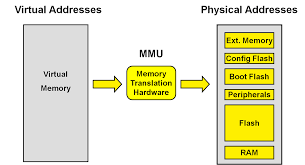 Virtual Addresses
Physical Addresses
MMU
Virtual
Memory
Memory
Translation
Hardware
Ext. Memory
Config Flash
Boot Flash
Peripherals
Flash
RAM